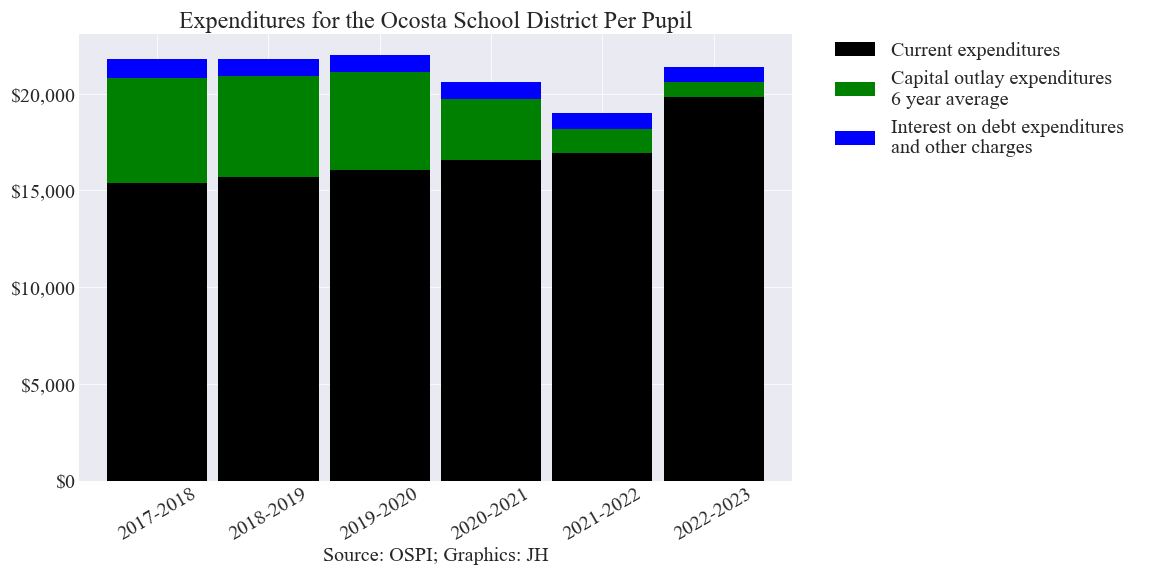 Expenditures for the Ocosta School District Per Pupil
Current expenditures
Capital outlay expenditures
6 year average
Interest on debt expenditures
and other charges
$20,000
$15,000
$10,000
$5,000
$0
2017-2018
2018-2019
2019-2020
2020-2021
2021-2022
2022-2023
Source: OSPI; Graphics: JH